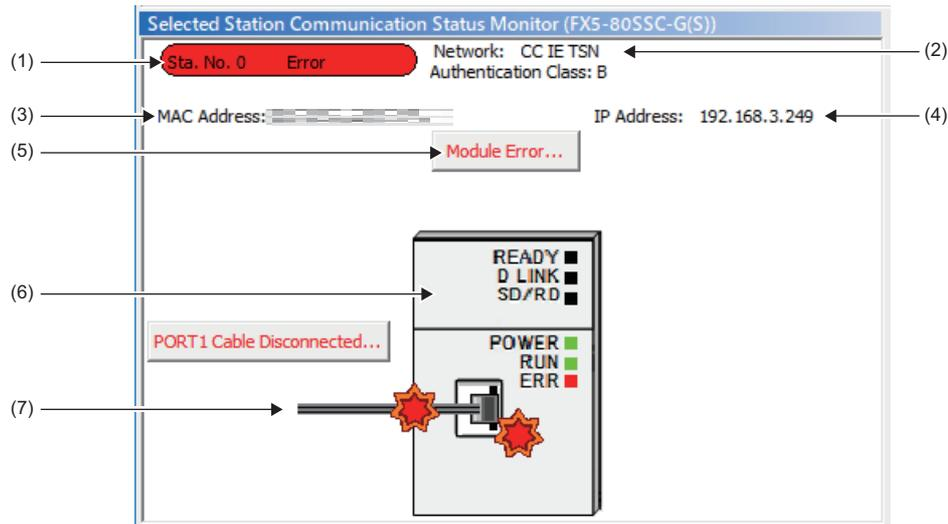 Selected Station Communication Status Monitor (FX5-80SSC-G(S))
(1)
Sta. No. 0 Error
Network: CC IE TSN
(2)
Authentication Class: B
(3)
MAC Address:
IP Address: 192.168.3.249
(4)
(5)
Module Error...
READY
D LINK
(6)
SD/RD
PORT1 Cable Disconnected...
POWER
RUN
ERR
(7)